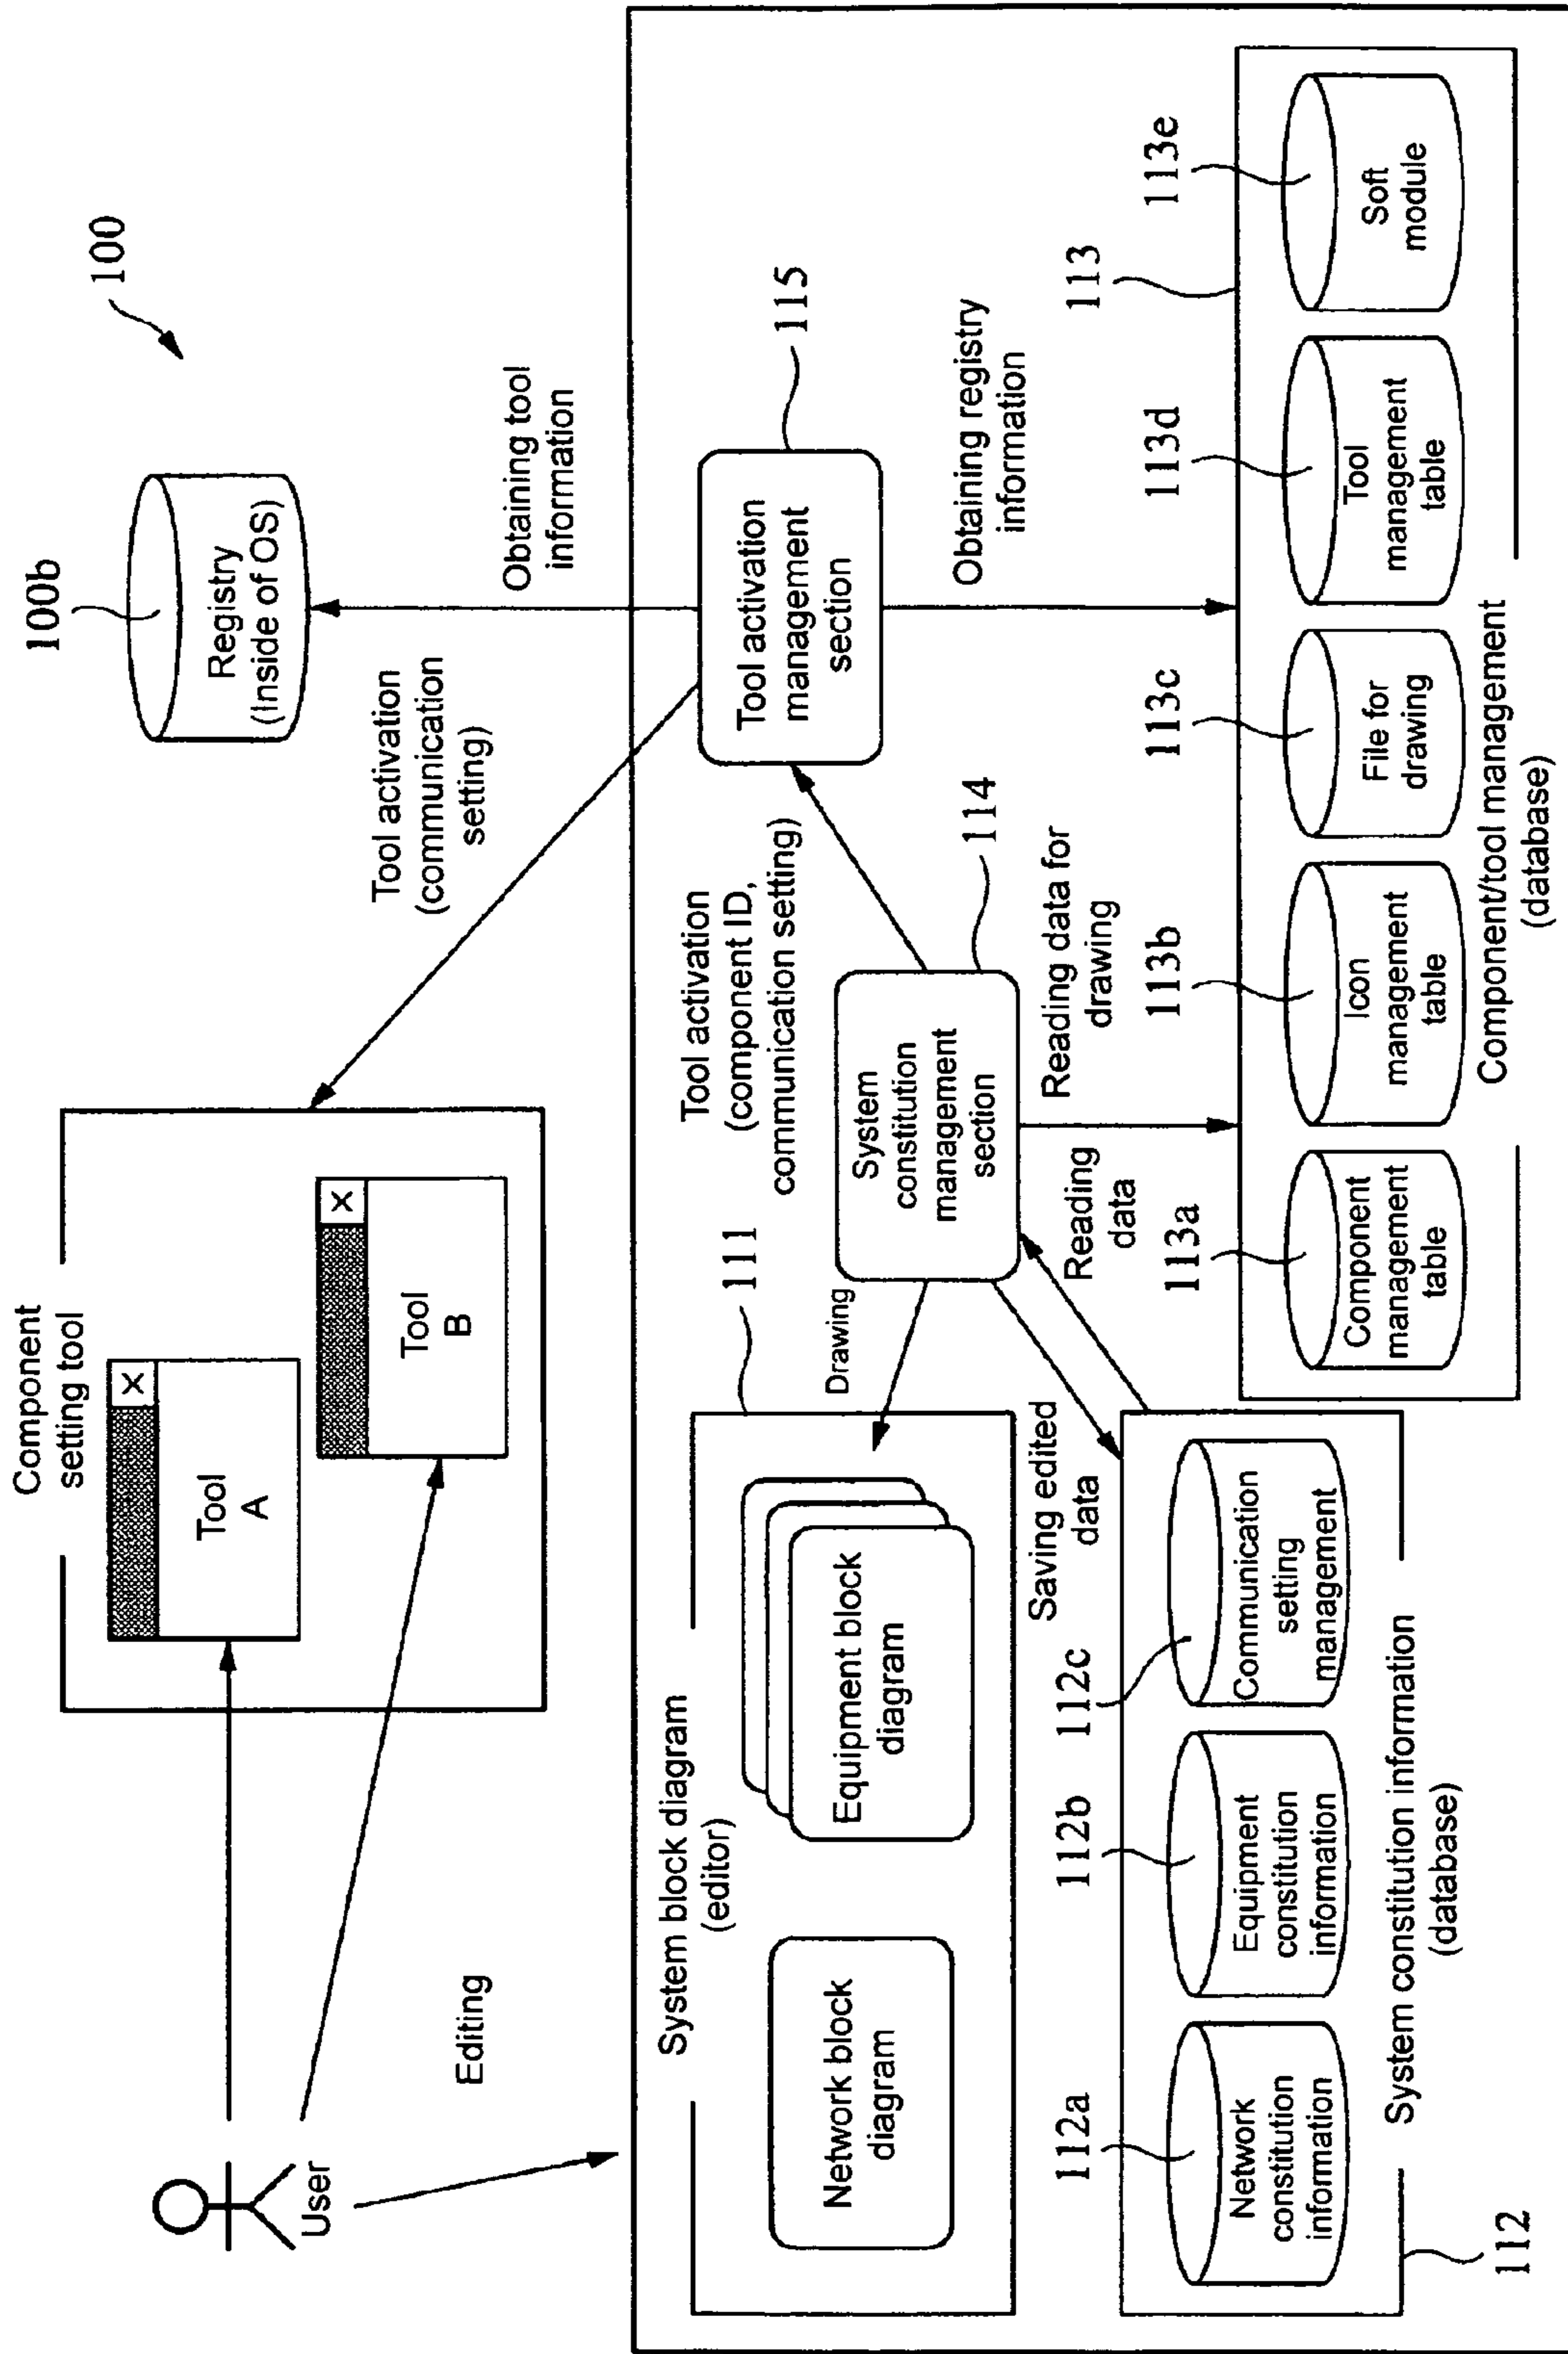 100
100b
Registry
(Inside of OS)
Component
setting tool
Tool
A
X
Tool
B
X
User
Editing
Tool activation
(communication
setting)
Obtaining tool
information
System block diagram
(editor)
111
Network block
diagram
Equipment block
diagram
Drawing
Tool activation
(component ID,
communication setting)
Tool activation
management
section
115
System
constitution
management
section
114
Saving edited
data
Reading
data
Reading data for
drawing
Obtaining registry
information
112a
112b
112c
Network
constitution
information
Equipment
constitution
information
Communication
setting
management
System constitution information
(database)
112
113a
113b
113c
113d
113
113e
Component
management
table
Icon
management
table
File for
drawing
Tool
management
table
Soft
module
Component/tool management
(database)